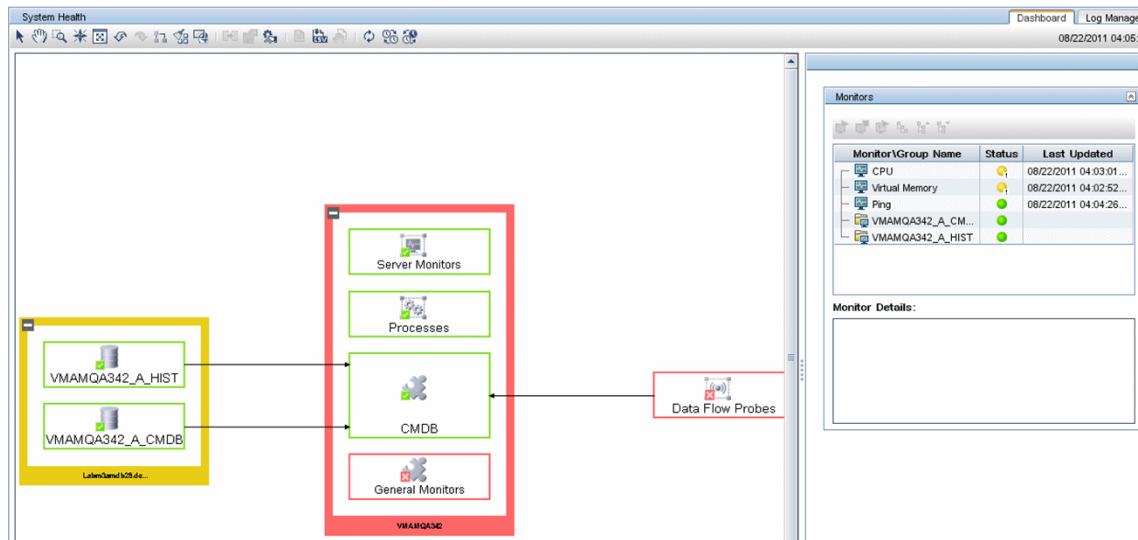 System Health
Dashboard
Log Manage
08/22/2011 04:05:
Monitors
Monitor\Group Name Status Last Updated
CPU 08/22/2011 04:03:01...
Virtual Memory 08/22/2011 04:02:52...
Ping 08/22/2011 04:04:26...
VMAMQA342_A_CM...
VMAMQA342_A_HIST
Monitor Details:
Server Monitors
Processes
CMDB
General Monitors
VMAMQA342
VMAMQA342_A_HIST
VMAMQA342_A_CMDB
Data Flow Probes